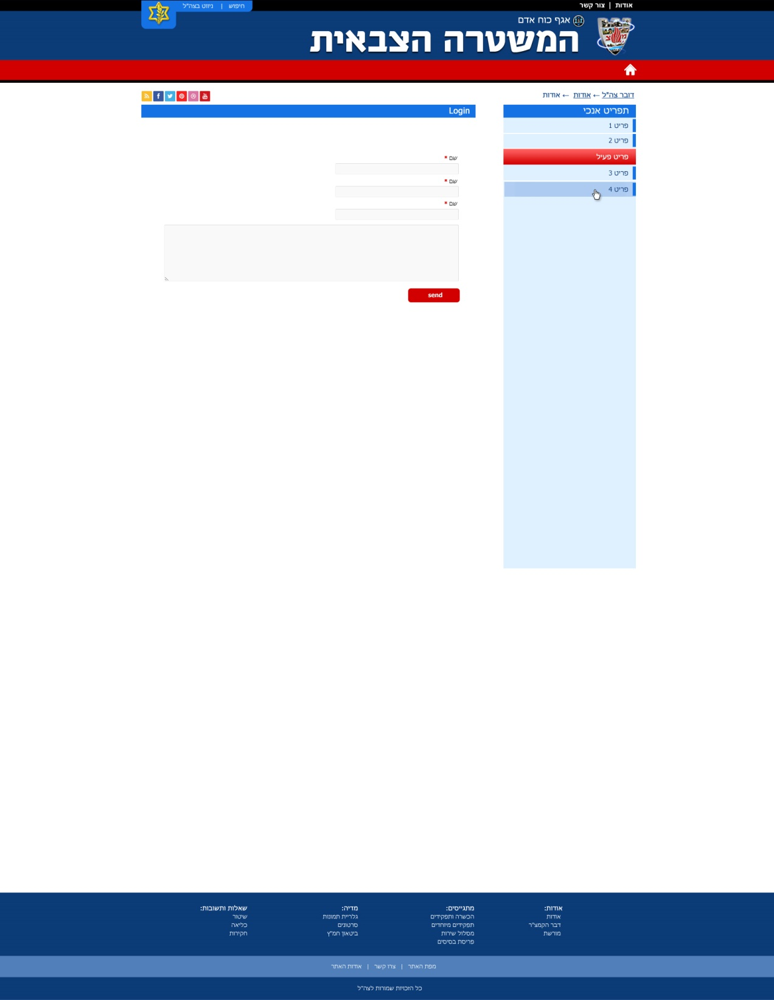 אודות | צור קשר
חיפוש | ניווט בצה"ל
אגף כוח אדם
המשטרה הצבאית
דובר צה"ל ← אודות ← אודות
תפריט אנכי
פריט 1
פריט 2
פריט פעיל
פריט 3
פריט 4
Login
שם *
שם *
שם *
send
אודות:
אודות
דבר הקמצ"ר
מורשת
מתגייסים:
הכשרה ותפקידים
תפקידים מיוחדים
מסלול שירות
פריסת בסיסים
מדיה:
גלריית תמונות
סרטונים
ביטאון חמ"ץ
שאלות ותשובות:
שיטור
כליאה
חקירות
מפת האתר | צרו קשר | אודות האתר
כל הזכויות שמורות לצה"ל